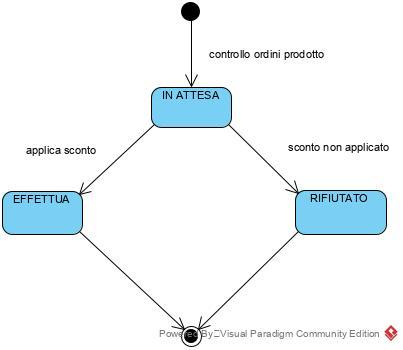 controllo ordini prodotto
IN ATTESA
applica sconto
sconto non applicato
EFFETTUA
RIFIUTATO
Powered By Visual Paradigm Community Edition